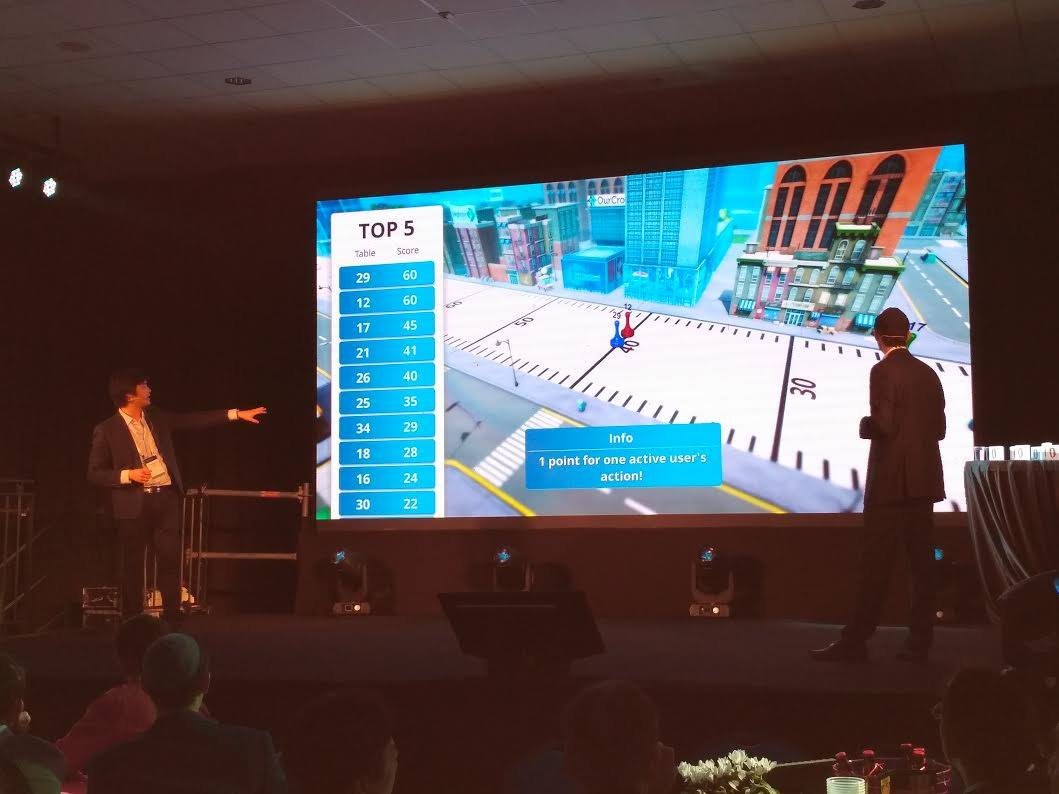 TOP 5
Table Score
29 60
12 60
17 45
21 41
26 40
25 35
34 29
18 28
16 24
30 22
OurCro
60
50
40
30
29
12
17
Info
1 point for one active user's
action!